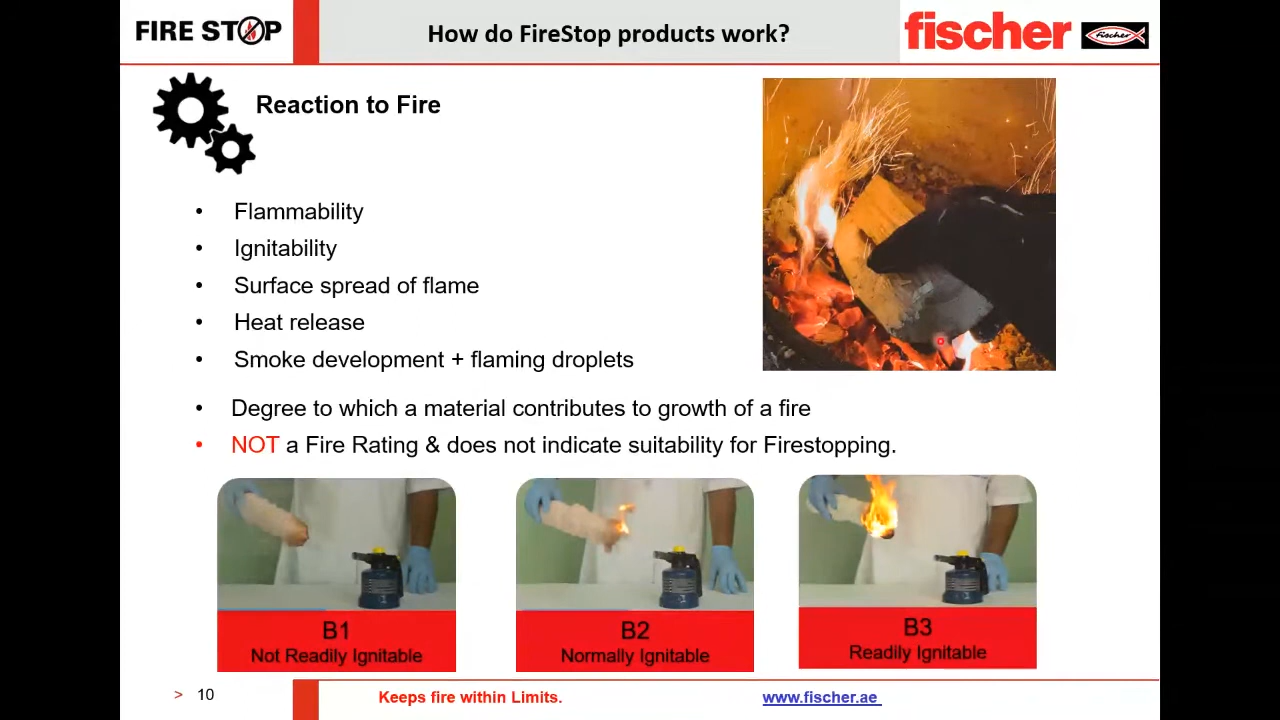 FIRE STOP
How do FireStop products work?
fischer
fischer
Reaction to Fire
• Flammability
• Ignitability
• Surface spread of flame
• Heat release
• Smoke development + flaming droplets
• Degree to which a material contributes to growth of a fire
• NOT a Fire Rating & does not indicate suitability for Firestopping.
B1
Not Readily Ignitable
B2
Normally Ignitable
B3
Readily Ignitable
> 10
Keeps fire within Limits.
www.fischer.ae